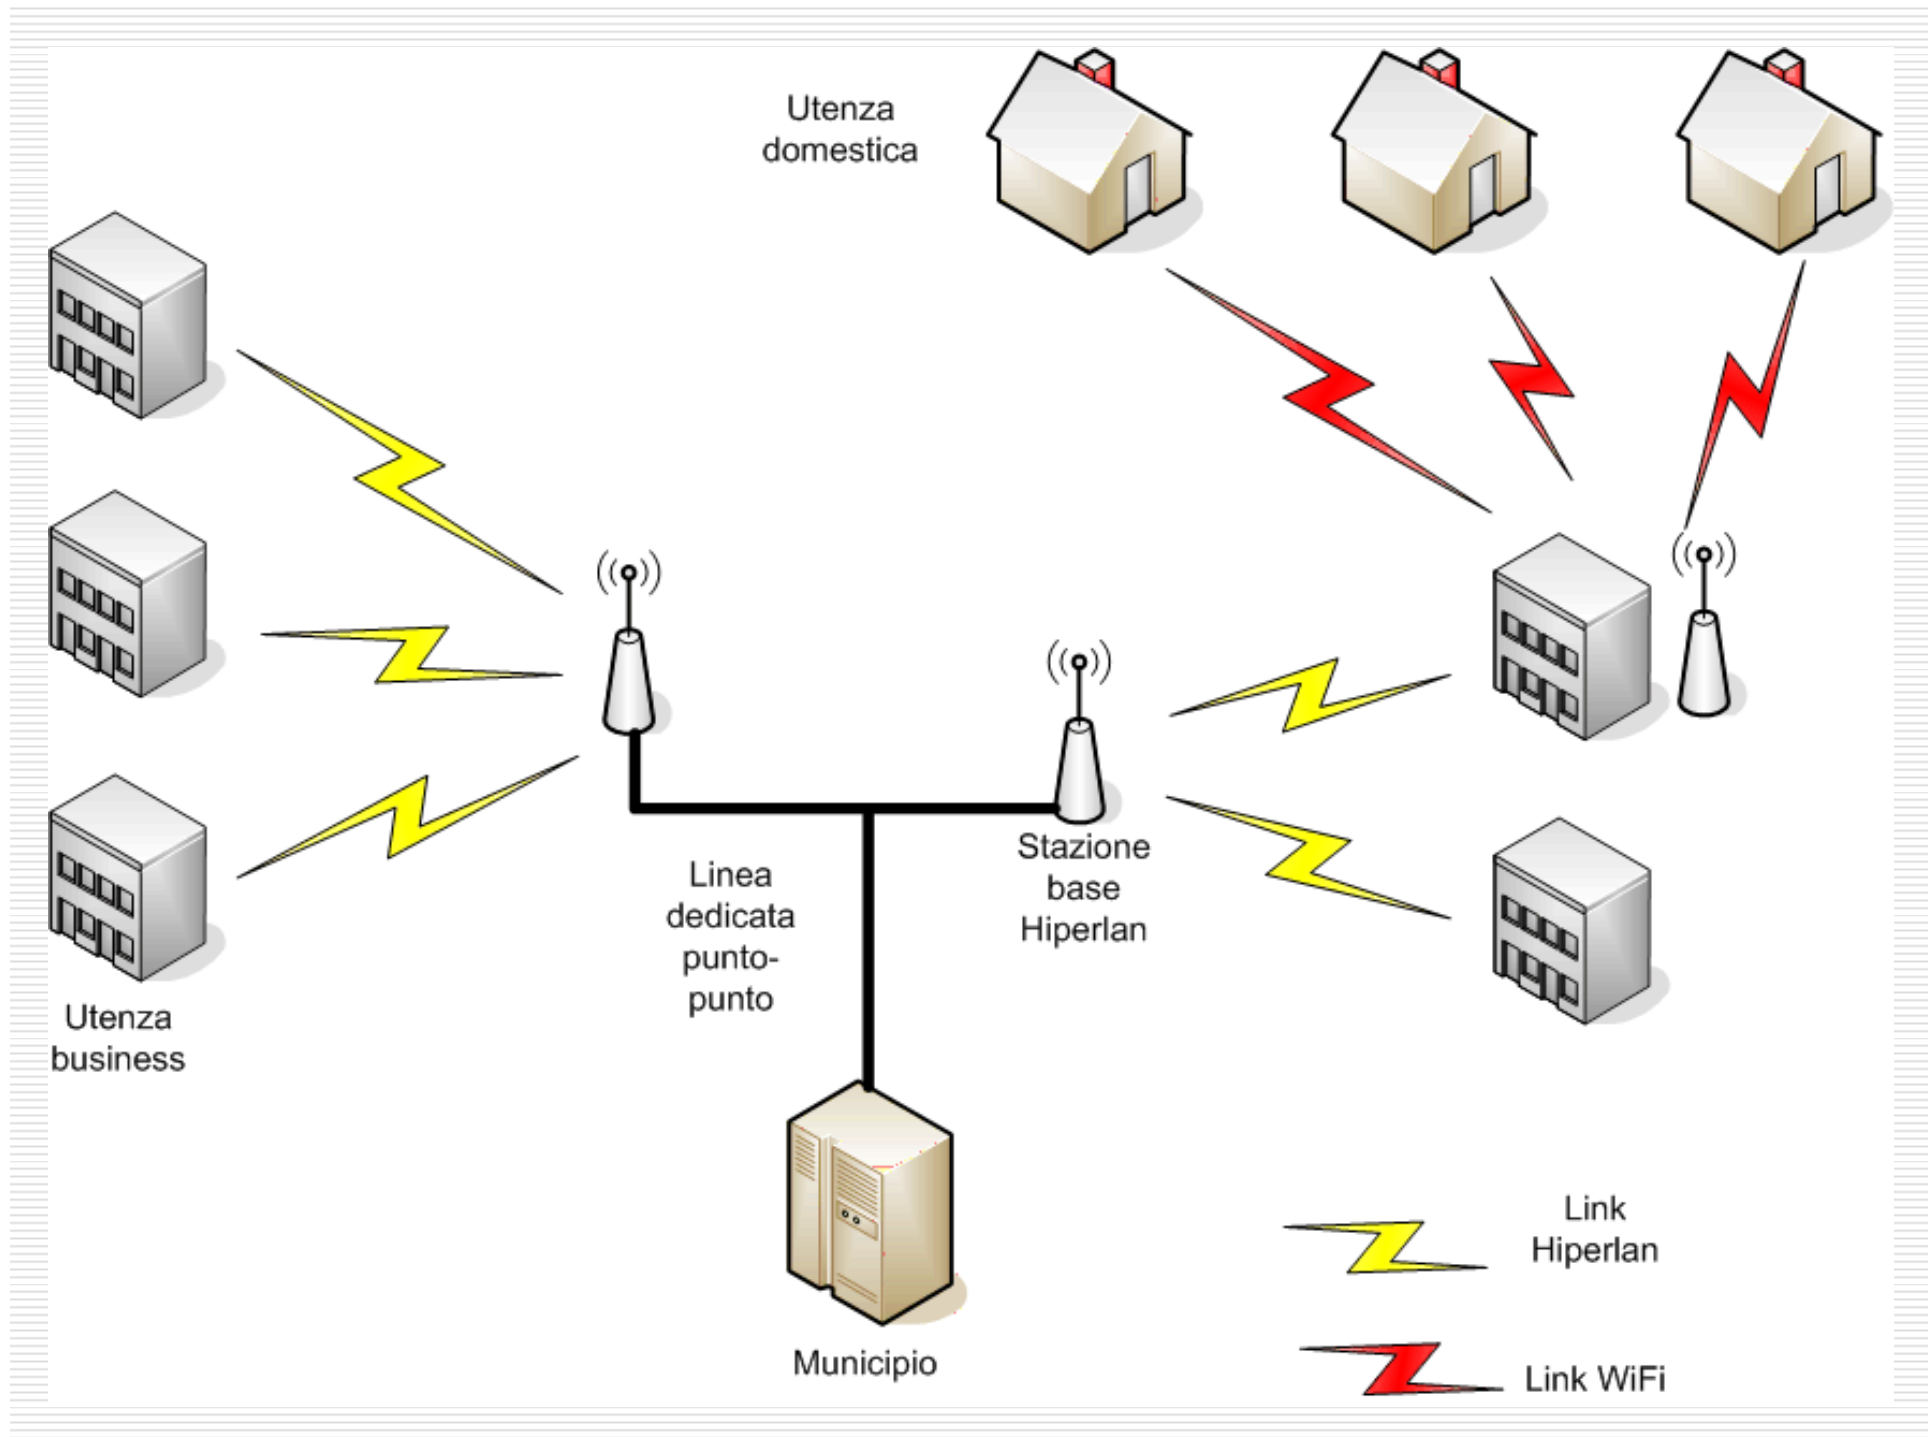 Utenza
domestica
Utenza
business
Linea
dedicata
punto-
punto
Stazione
base
Hiperlan
Municipio
Link
Hiperlan
Link WiFi